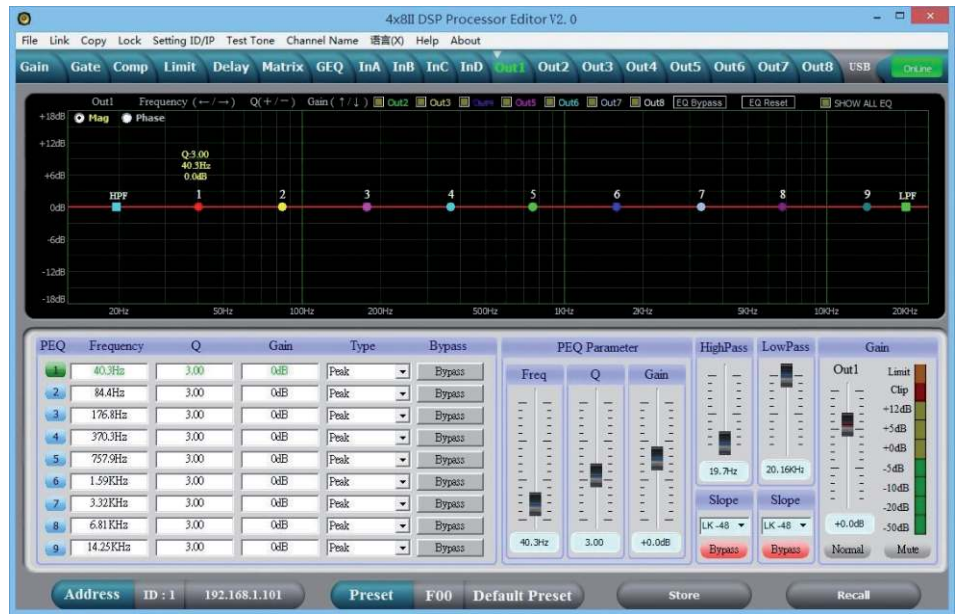 4x8II DSP Processor Editor V2.0
File Link Copy Lock Setting ID/IP Test Tone Channel Name 语言(X) Help About
Gain Gate Comp Limit Delay Matrix GEQ InA InB InC InD Out1 Out2 Out3 Out4 Out5 Out6 Out7 Out8 USB OnLine
Out1 Frequency (←/→) Q(+/−) Gain(↑/↓) Out2 Out3 Out4 Out5 Out6 Out7 Out8 EQ Bypass EQ Reset SHOW ALL EQ
+18dB Mag Phase
+12dB
Q:3.00
40.3Hz
+6dB 0.0dB
HPF 1 2 3 4 5 6 7 8 9 LPF
0dB
-6dB
-12dB
-18dB
20Hz 50Hz 100Hz 200Hz 500Hz 1KHz 2KHz 5KHz 10KHz 20KHz
PEQ Frequency Q Gain Type Bypass PEQ Parameter HighPass LowPass Gain
1 40.3Hz 3.00 0dB Peak Bypass
2 84.4Hz 3.00 0dB Peak Bypass
3 176.8Hz 3.00 0dB Peak Bypass
4 370.3Hz 3.00 0dB Peak Bypass
5 757.9Hz 3.00 0dB Peak Bypass
6 1.59KHz 3.00 0dB Peak Bypass
7 3.32KHz 3.00 0dB Peak Bypass
8 6.81KHz 3.00 0dB Peak Bypass
9 14.25KHz 3.00 0dB Peak Bypass
Freq Q Gain
40.3Hz 3.00 +0.0dB
19.7Hz 20.16KHz
Slope Slope
LK-48 LK-48
Bypass Bypass
Out1 Limit
Clip
+12dB
+5dB
+0dB
-5dB
-10dB
-20dB
+0.0dB -50dB
Normal Mute
Address ID : 1 192.168.1.101 Preset F00 Default Preset Store Recall